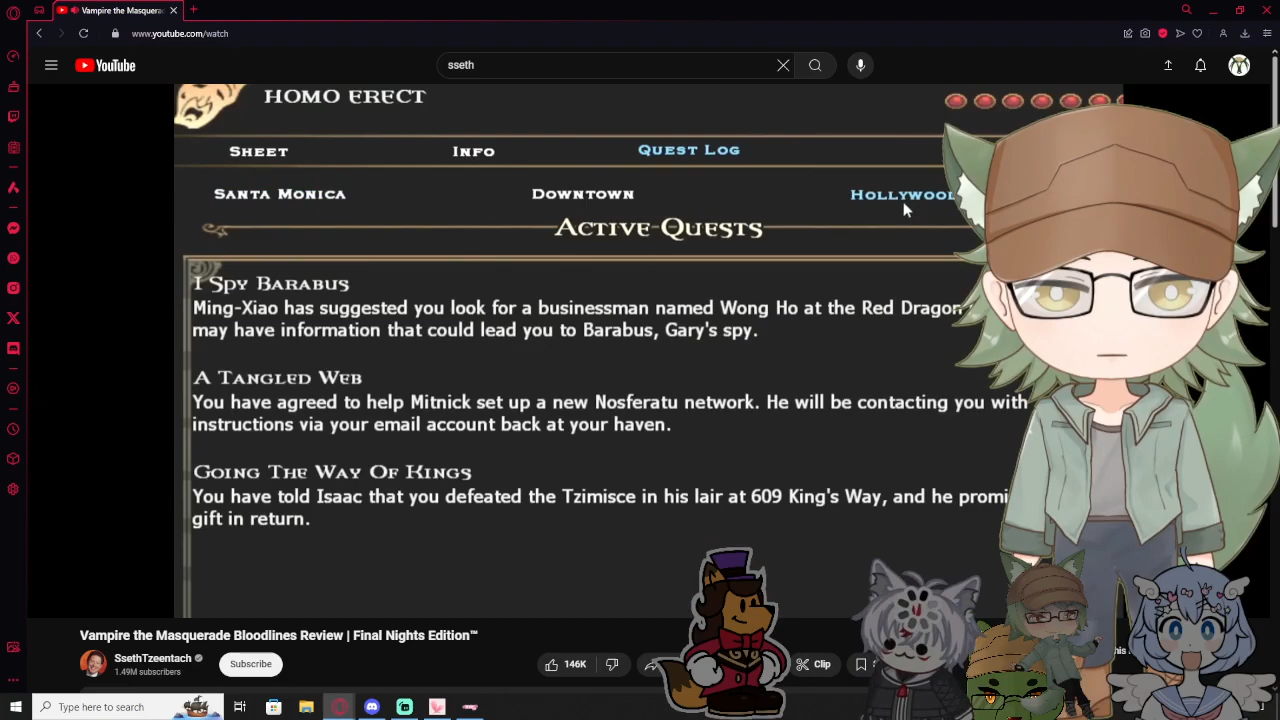 Vampire the Masquerade
www.youtube.com/watch
YouTube
sseth
HOMO ERECT
SHEET
INFO
QUEST LOG
SANTA MONICA
DOWNTOWN
HOLLYWOOD
ACTIVE QUESTS
I SPY BARABUS
Ming-Xiao has suggested you look for a businessman named Wong Ho at the Red Dragon
may have information that could lead you to Barabus, Gary's spy.
A TANGLED WEB
You have agreed to help Mitnick set up a new Nosferatu network. He will be contacting you with
instructions via your email account back at your haven.
GOING THE WAY OF KINGS
You have told Isaac that you defeated the Tzimisce in his lair at 609 King's Way, and he promi
gift in return.
Vampire the Masquerade Bloodlines Review | Final Nights Edition™
SsethTzeentach
1.49M subscribers
Subscribe
146K
Clip
Type here to search